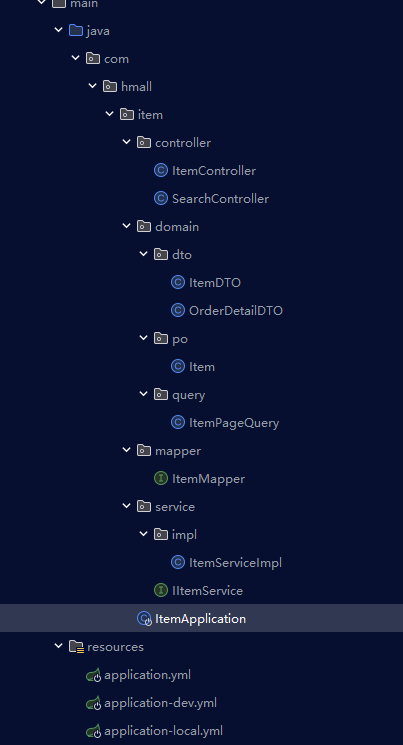 main
java
com
hmall
item
controller
ItemController
SearchController
domain
dto
ItemDTO
OrderDetailDTO
po
Item
query
ItemPageQuery
mapper
ItemMapper
service
impl
ItemServiceImpl
IItemService
ItemApplication
resources
application.yml
application-dev.yml
application-local.yml